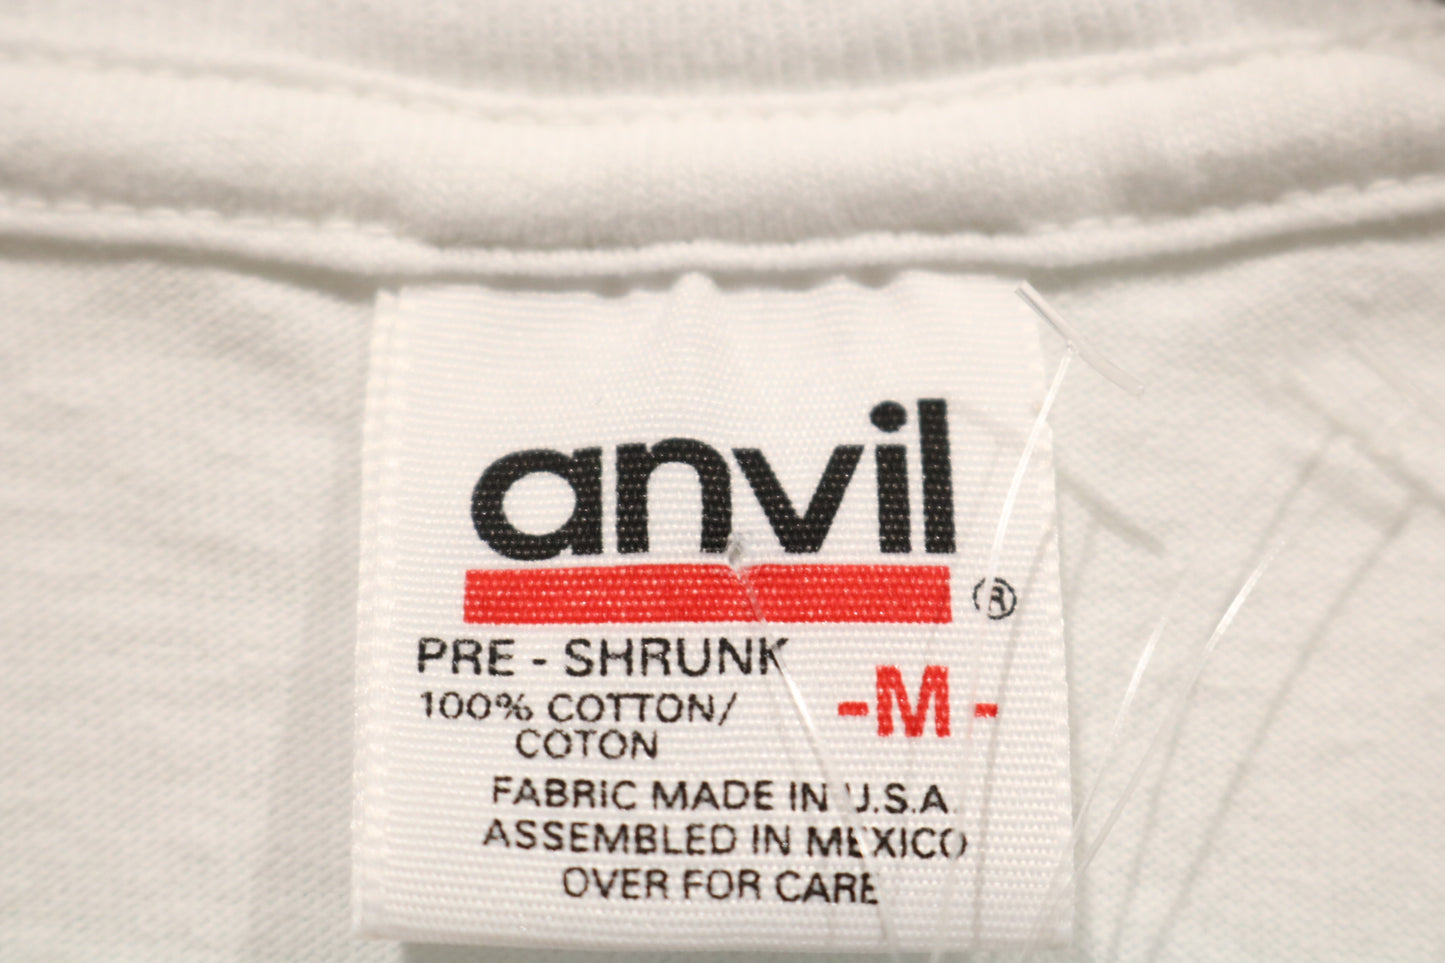 anvil
®
PRE - SHRUNK
100% COTTON/
COTON
-M-
FABRIC MADE IN U.S.A.
ASSEMBLED IN MEXICO
OVER FOR CARE